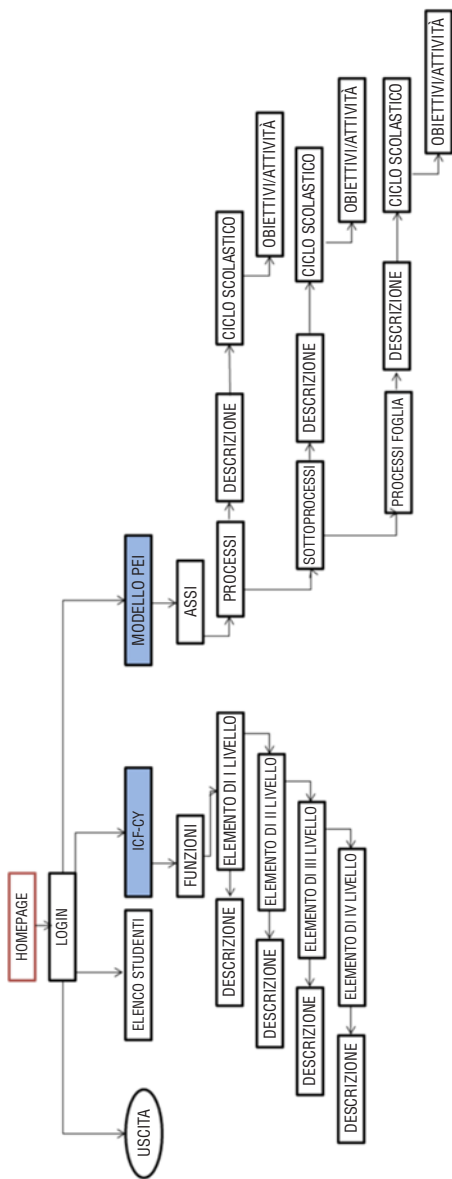 HOMEPAGE
LOGIN
USCITA
ELENCO STUDENTI
ICF-CY
MODELLO PEI
FUNZIONI
ELEMENTO DI I LIVELLO
DESCRIZIONE
ELEMENTO DI II LIVELLO
DESCRIZIONE
ELEMENTO DI III LIVELLO
DESCRIZIONE
ELEMENTO DI IV LIVELLO
DESCRIZIONE
ASSI
PROCESSI
DESCRIZIONE
CICLO SCOLASTICO
OBIETTIVI/ATTIVITÀ
SOTTOPROCESSI
DESCRIZIONE
CICLO SCOLASTICO
OBIETTIVI/ATTIVITÀ
PROCESSI FOGLIA
DESCRIZIONE
CICLO SCOLASTICO
OBIETTIVI/ATTIVITÀ